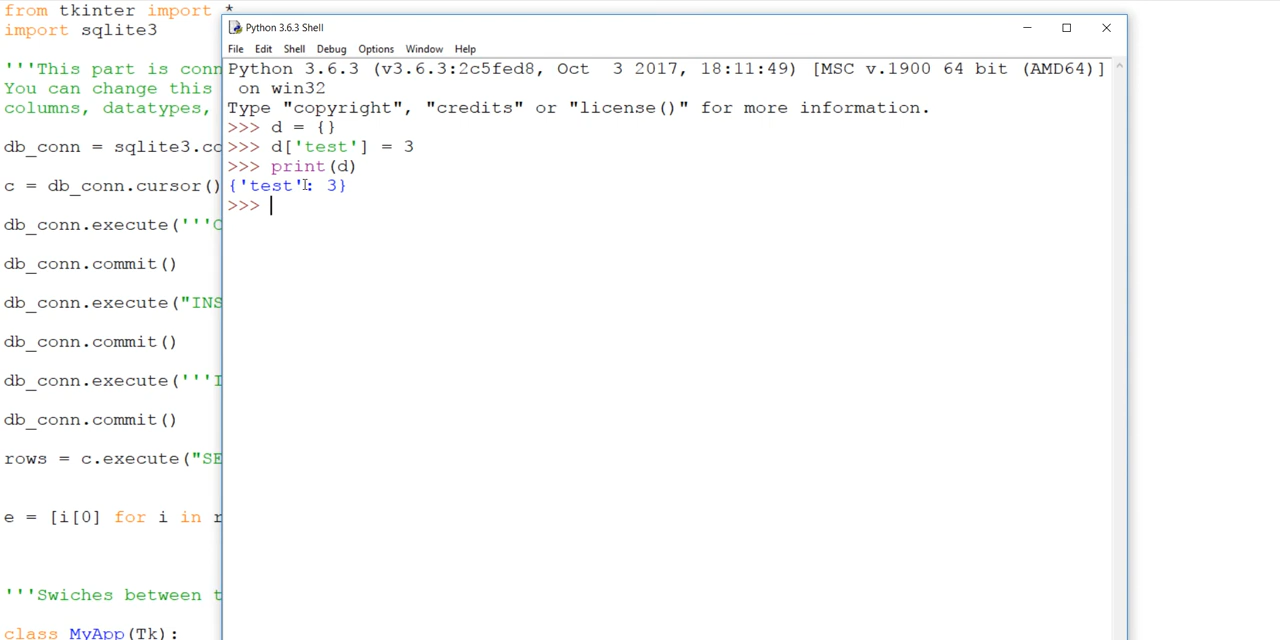 from tkinter import *
import sqlite3
'''This part is conn
You can change this
columns, datatypes,
db_conn = sqlite3.co
c = db_conn.cursor()
db_conn.execute('''C
db_conn.commit()
db_conn.execute("INS
db_conn.commit()
db_conn.execute('''I
db_conn.commit()
rows = c.execute("SE
e = [i[0] for i in r
'''Swiches between t
class MyApp(Tk):
Python 3.6.3 Shell
File Edit Shell Debug Options Window Help
Python 3.6.3 (v3.6.3:2c5fed8, Oct  3 2017, 18:11:49) [MSC v.1900 64 bit (AMD64)]
 on win32
Type "copyright", "credits" or "license()" for more information.
>>> d = {}
>>> d['test'] = 3
>>> print(d)
{'test': 3}
>>>